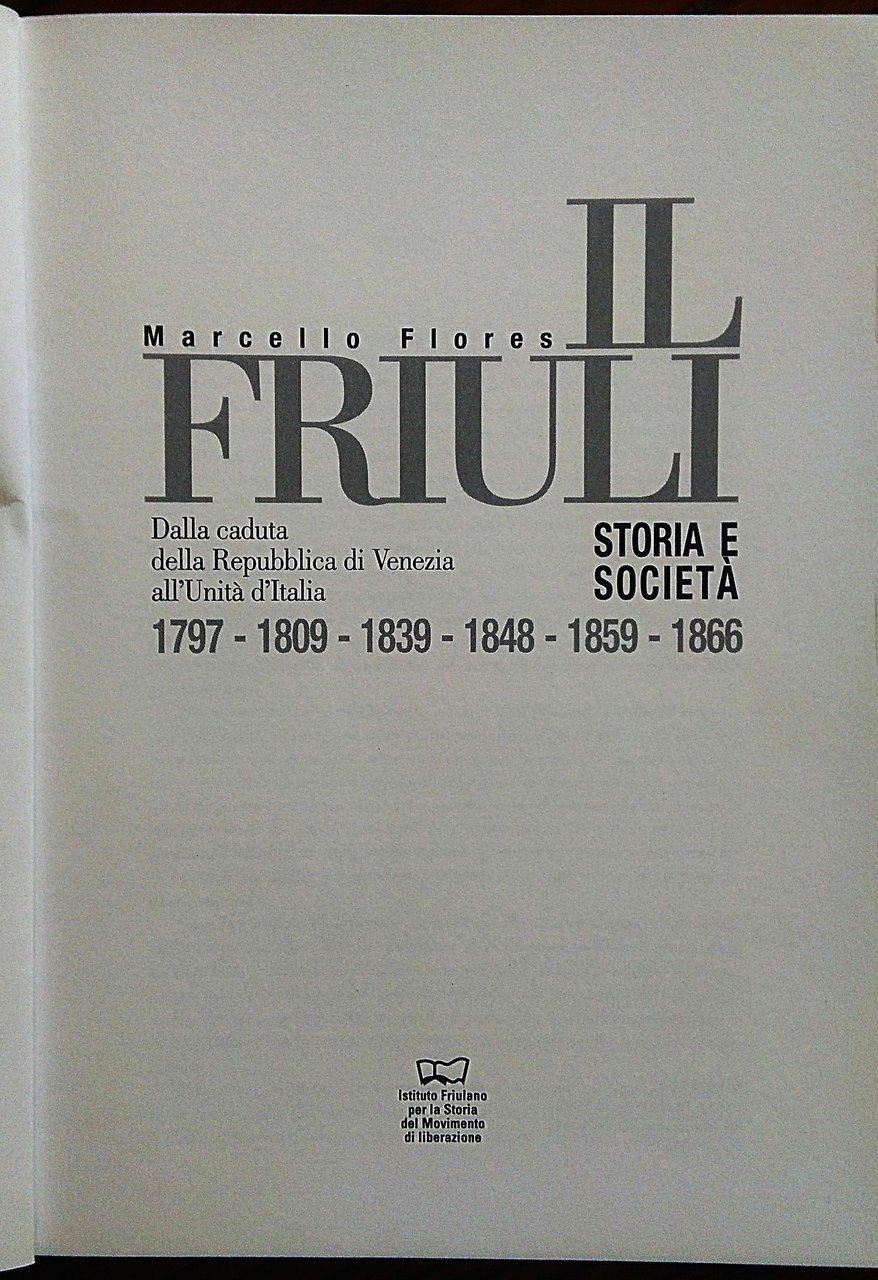 Marcello Flores
IL
FRIULI
Dalla caduta
della Repubblica di Venezia
all'Unità d'Italia
STORIA E
SOCIETÀ
1797 - 1809 - 1839 - 1848 - 1859 - 1866
Istituto Friulano
per la Storia
del Movimento
di liberazione